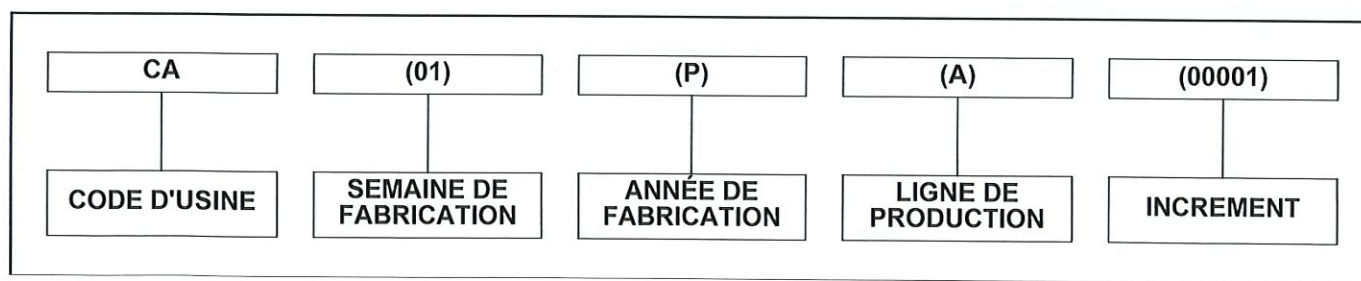 CA
(01)
(P)
(A)
(00001)
CODE D'USINE
SEMAINE DE
FABRICATION
ANNÉE DE
FABRICATION
LIGNE DE
PRODUCTION
INCREMENT